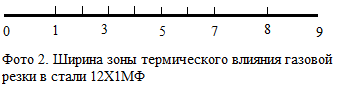 0 1 3 5 7 8 9
Фото 2. Ширина зоны термического влияния газовой
резки в стали 12Х1МФ